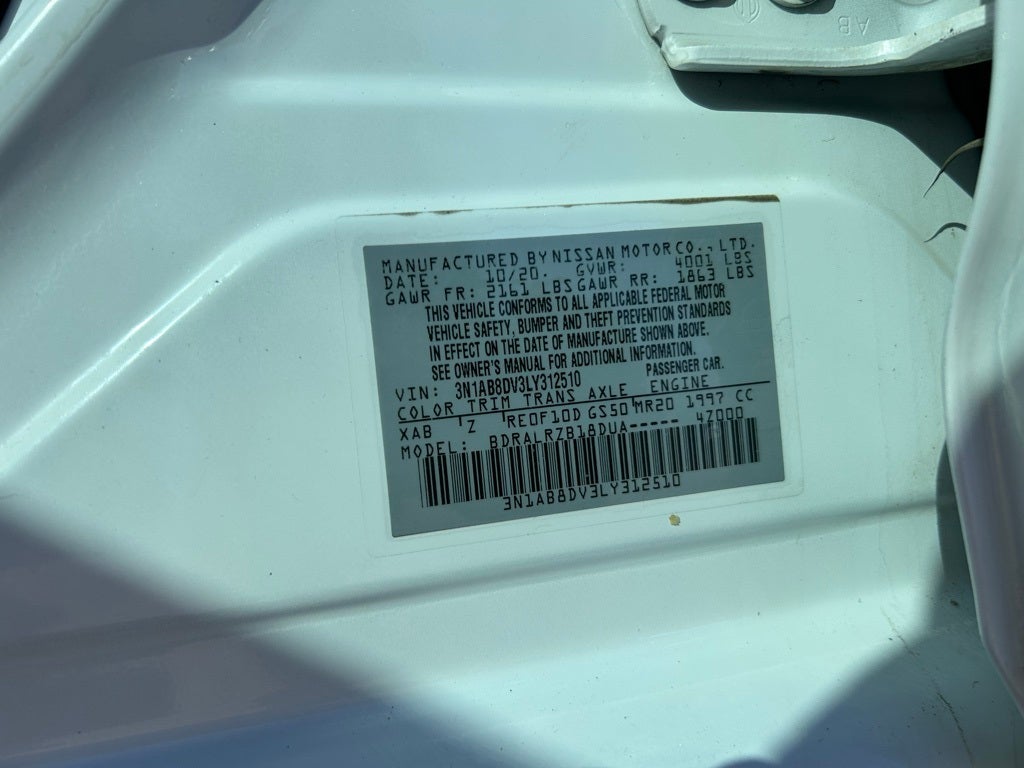 AB
MANUFACTURED BY NISSAN MOTOR CO., LTD.
DATE: 10/20. GVWR: 4001 LBS
GAWR FR: 2161 LBS GAWR RR: 1863 LBS
THIS VEHICLE CONFORMS TO ALL APPLICABLE FEDERAL MOTOR
VEHICLE SAFETY, BUMPER AND THEFT PREVENTION STANDARDS
IN EFFECT ON THE DATE OF MANUFACTURE SHOWN ABOVE.
SEE OWNER'S MANUAL FOR ADDITIONAL INFORMATION.
VIN: 3N1AB8DV3LY312510 PASSENGER CAR.
COLOR TRIM TRANS AXLE ENGINE
XAB Z RE0F10D GS50 MR20 1997 CC
MODEL: BDRALRZB18DUA----- 4Z000
3N1AB8DV3LY312510